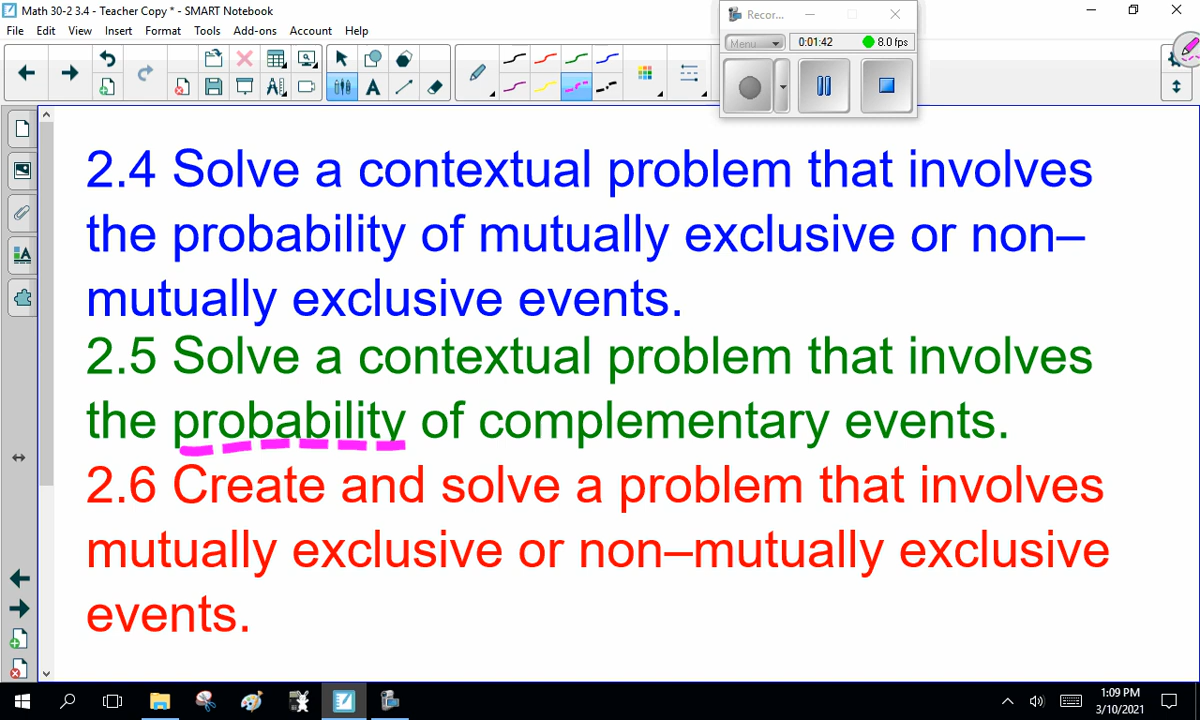 Math 30-2 3.4 - Teacher Copy * - SMART Notebook
Recor...
File Edit View Insert Format Tools Add-ons Account Help
Menu 0:01:42 8.0 fps
2.4 Solve a contextual problem that involves
the probability of mutually exclusive or non–
mutually exclusive events.
2.5 Solve a contextual problem that involves
the probability of complementary events.
2.6 Create and solve a problem that involves
mutually exclusive or non–mutually exclusive
events.
1:09 PM
3/10/2021